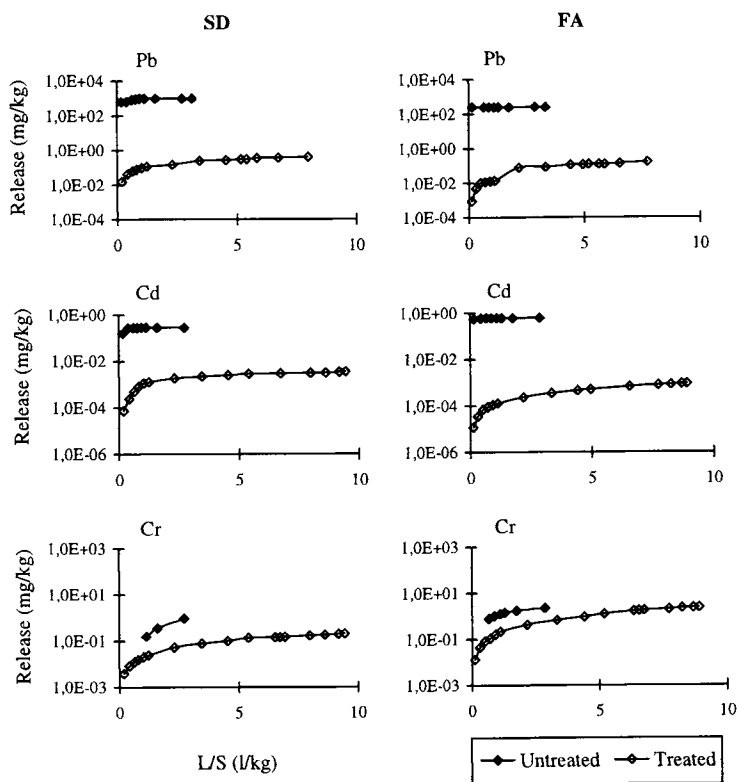 SD
FA
Pb
Pb
Release (mg/kg)
1,0E+04
1,0E+02
1,0E+00
1,0E-02
1,0E-04
0 5 10
1,0E+04
1,0E+02
1,0E+00
1,0E-02
1,0E-04
0 5 10
Cd
Cd
Release (mg/kg)
1,0E+00
1,0E-02
1,0E-04
1,0E-06
0 5 10
1,0E+00
1,0E-02
1,0E-04
1,0E-06
0 5 10
Cr
Cr
Release (mg/kg)
1,0E+03
1,0E+01
1,0E-01
1,0E-03
0 5 10
1,0E+03
1,0E+01
1,0E-01
1,0E-03
0 5 10
L/S (l/kg)
Untreated Treated